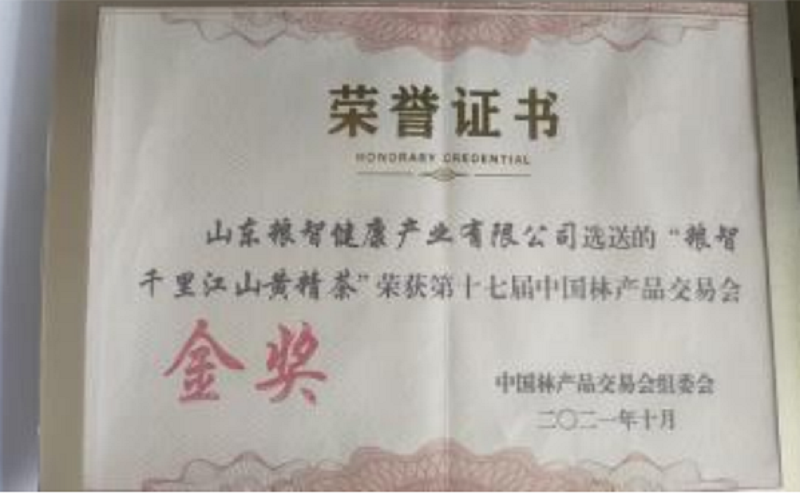 荣誉证书
HONORARY CREDENTIAL
山东粮智健康产业有限公司选送的“粮智
千里江山黄精茶”荣获第十七届中国林产品交易会
金奖
中国林产品交易会组委会
二〇二一年十月